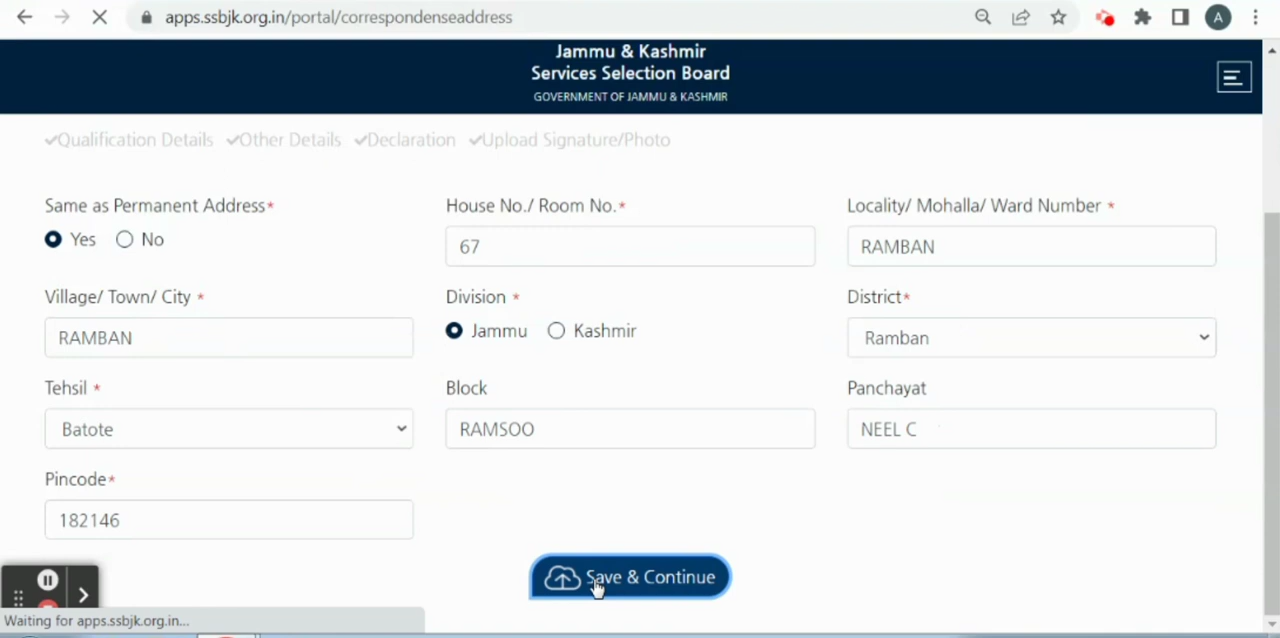 apps.ssbjk.org.in/portal/correspondenseaddress
A
Jammu & Kashmir
Services Selection Board
GOVERNMENT OF JAMMU & KASHMIR
Qualification Details Other Details Declaration Upload Signature/Photo
Same as Permanent Address* House No./ Room No.* Locality/ Mohalla/ Ward Number *
Yes No 67 RAMBAN
Village/ Town/ City * Division * District*
RAMBAN Jammu Kashmir Ramban
Tehsil * Block Panchayat
Batote RAMSOO NEEL C
Pincode*
182146
Save & Continue
Waiting for apps.ssbjk.org.in...